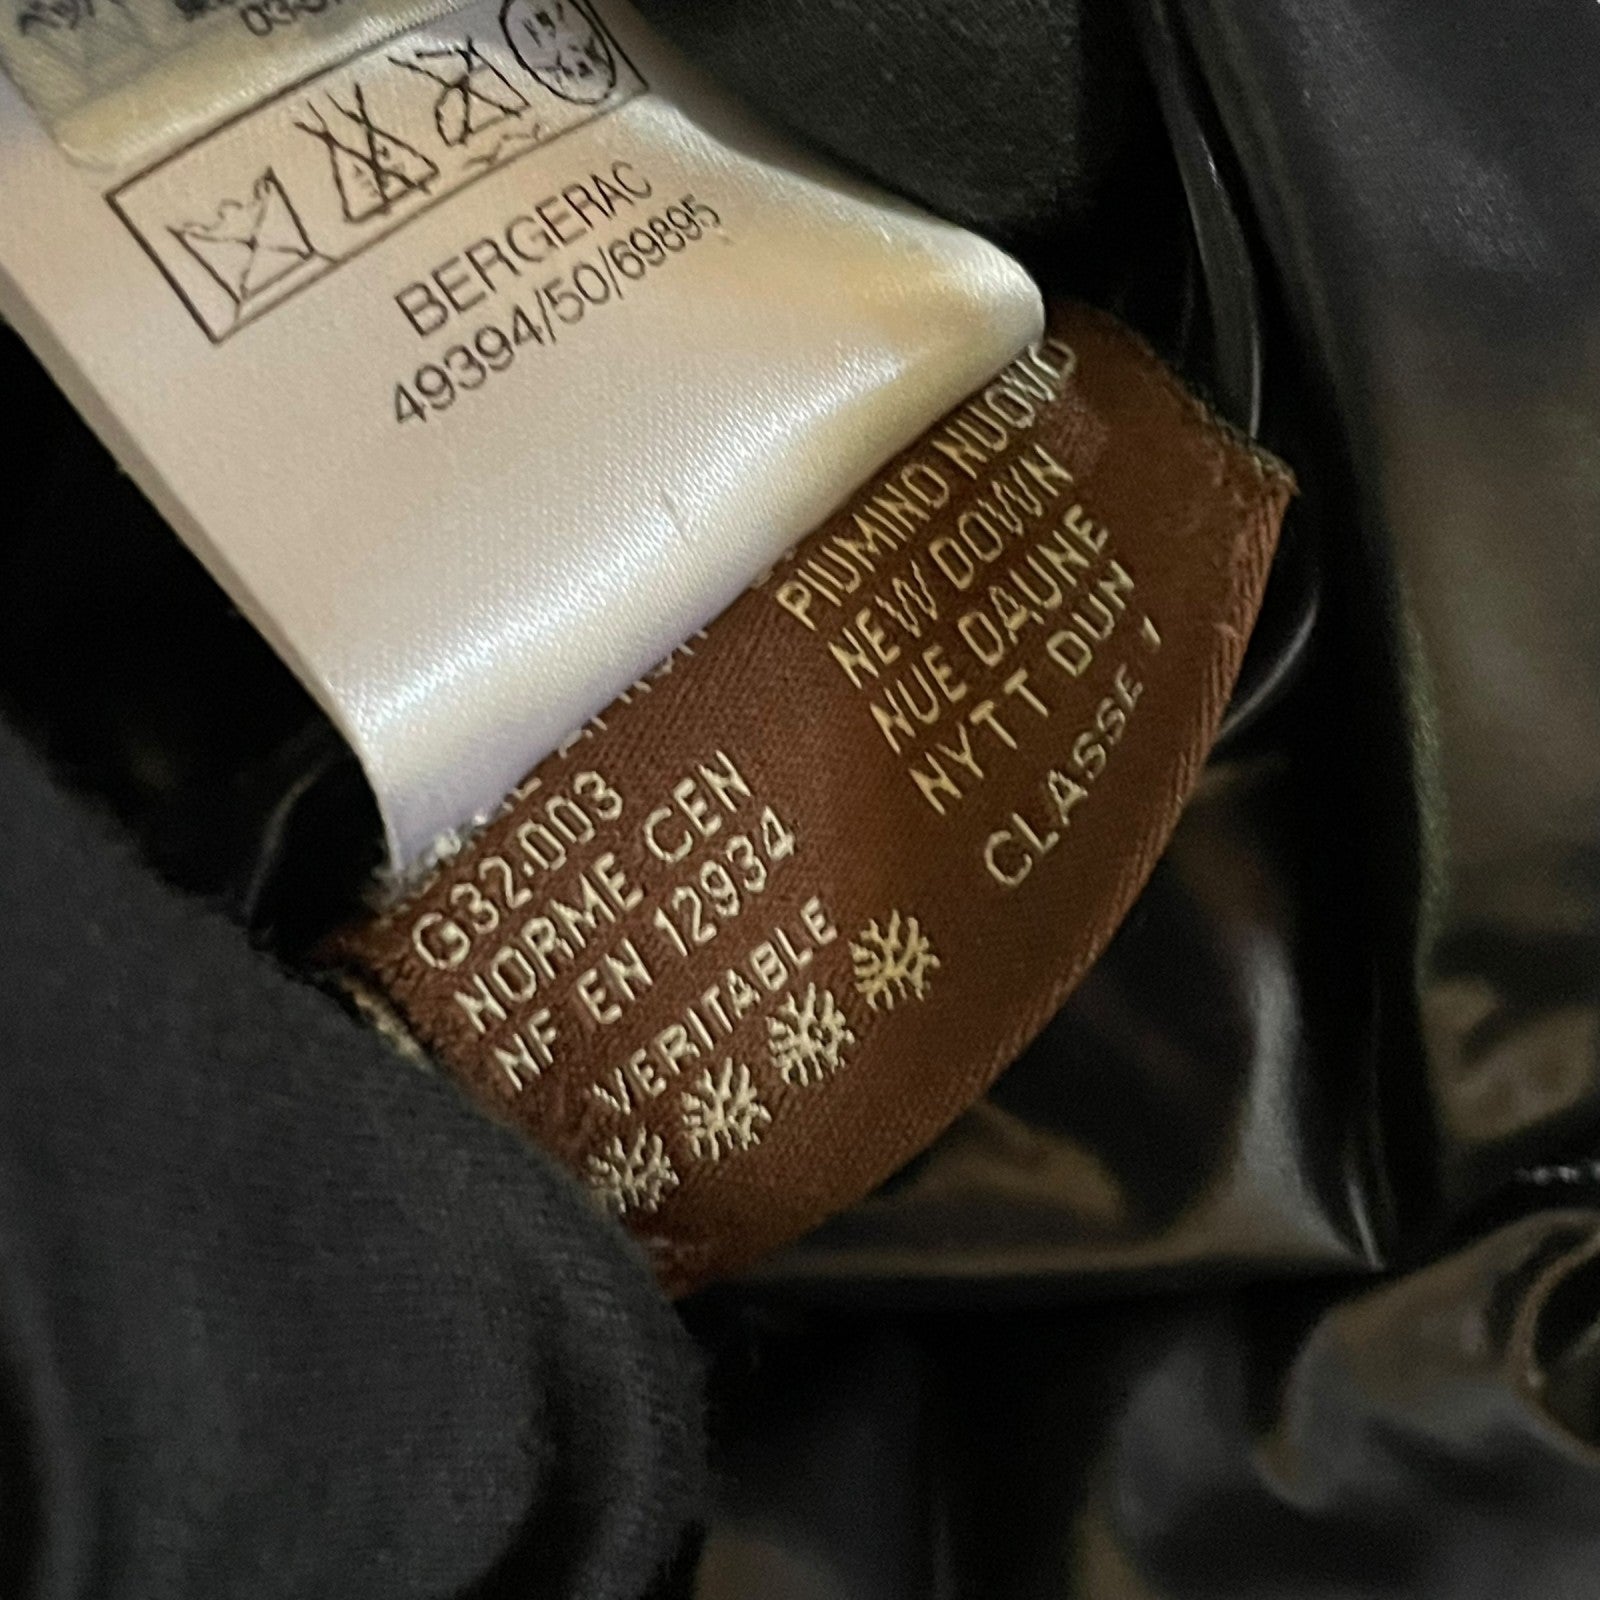 BERGERAC
49394/50/69895
PIUMINO NUOVO
NEW DOWN
NUE DAUNE
NYTT DUN
CLASSE 1
G32.003
NORME CEN
NF EN 12934
VERITABLE